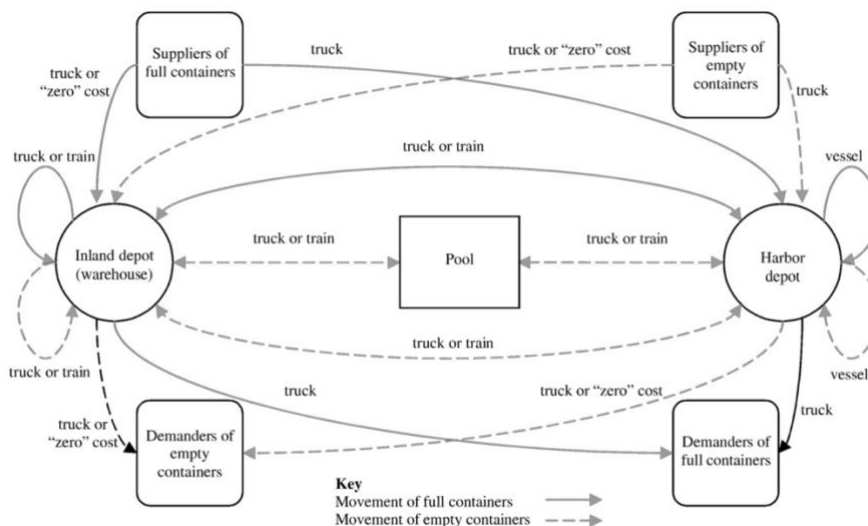 Suppliers of
full containers
truck
truck or “zero” cost
Suppliers of
empty
containers
truck or
“zero” cost
truck
truck or train
truck or train
vessel
Inland depot
(warehouse)
truck or train
Pool
truck or train
Harbor
depot
truck or train
truck or train
vessel
truck
truck or “zero” cost
truck or
“zero” cost
truck
Demanders of
empty
containers
Demanders of
full containers
Key
Movement of full containers
Movement of empty containers